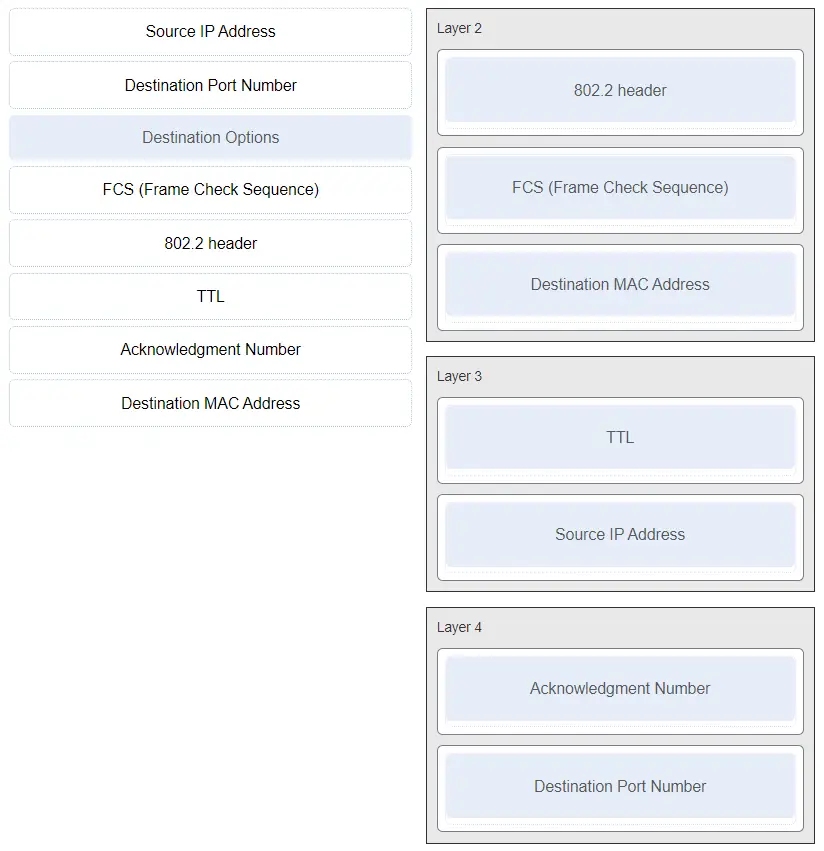 Source IP Address
Destination Port Number
Destination Options
FCS (Frame Check Sequence)
802.2 header
TTL
Acknowledgment Number
Destination MAC Address
Layer 2
802.2 header
FCS (Frame Check Sequence)
Destination MAC Address
Layer 3
TTL
Source IP Address
Layer 4
Acknowledgment Number
Destination Port Number